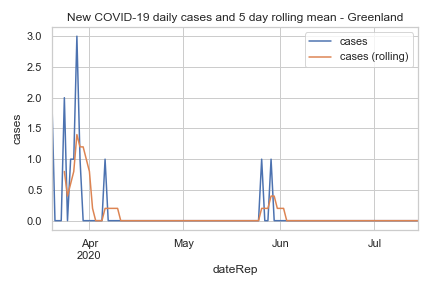 New COVID-19 daily cases and 5 day rolling mean - Greenland
cases
cases (rolling)
3.0
2.5
2.0
1.5
1.0
0.5
0.0
cases
Apr
2020
May
Jun
Jul
dateRep